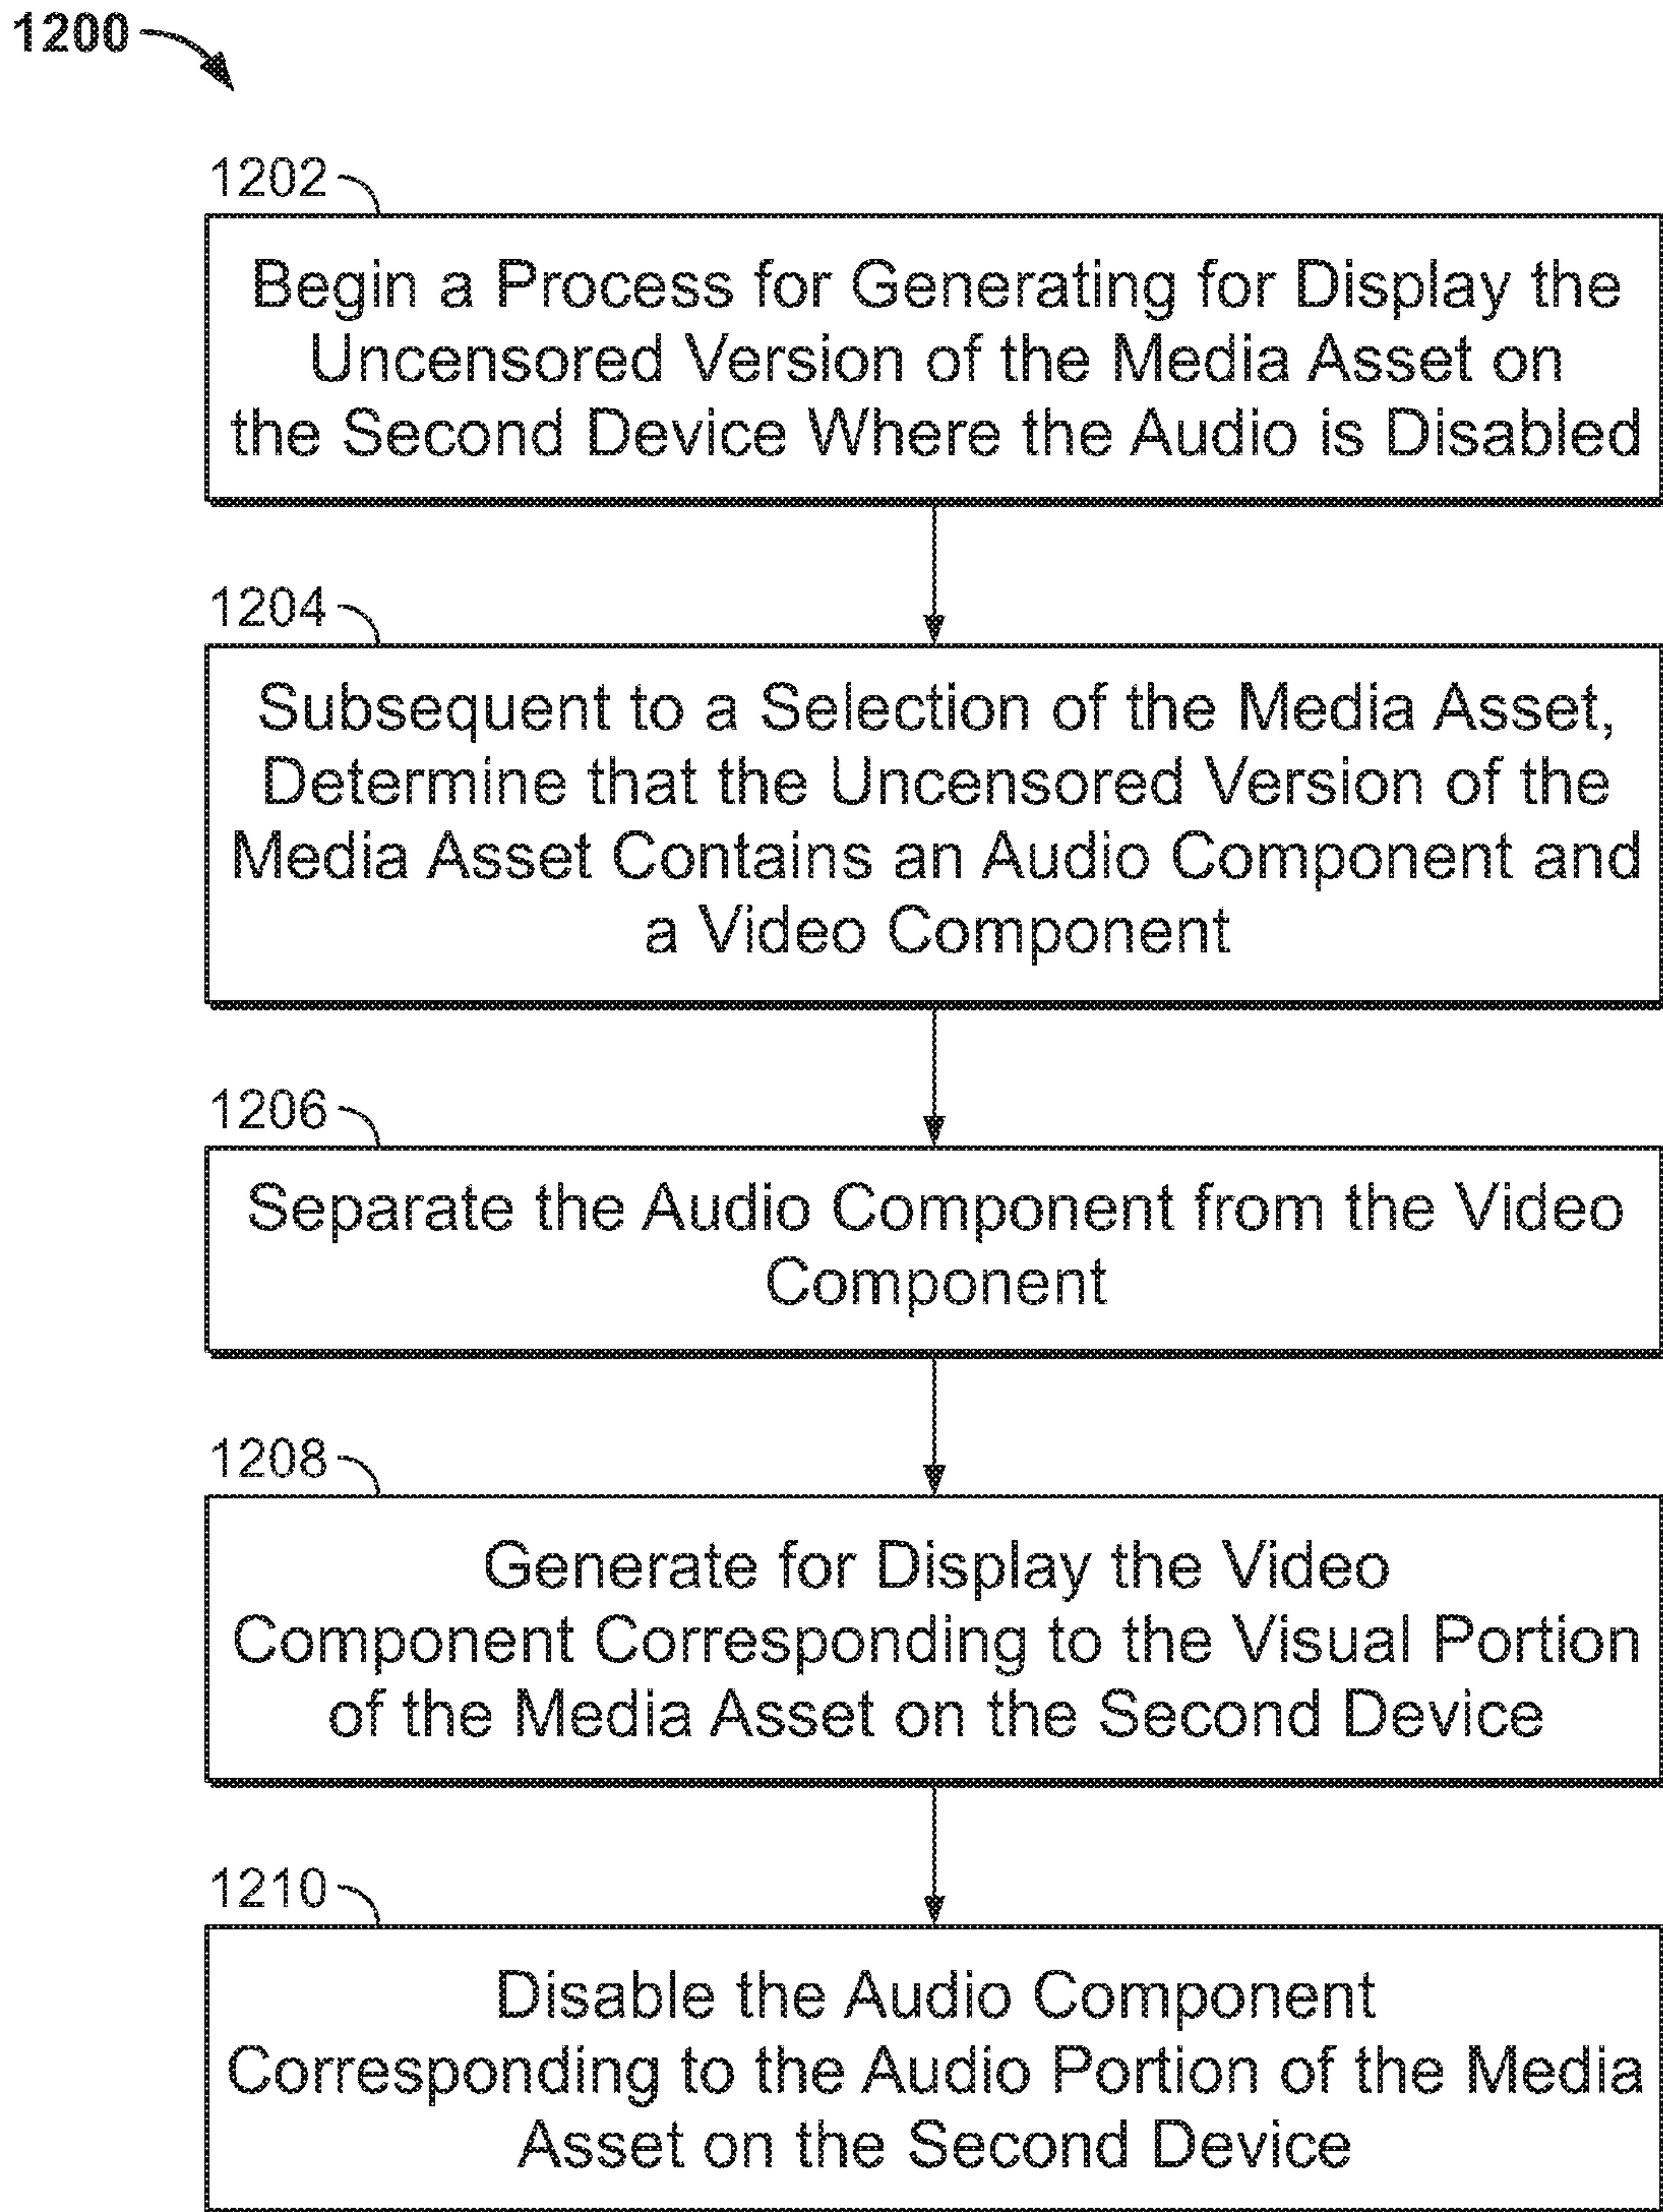 1200
1202
Begin a Process for Generating for Display the
Uncensored Version of the Media Asset on
the Second Device Where the Audio is Disabled
1204
Subsequent to a Selection of the Media Asset,
Determine that the Uncensored Version of the
Media Asset Contains an Audio Component and
a Video Component
1206
Separate the Audio Component from the Video
Component
1208
Generate for Display the Video
Component Corresponding to the Visual Portion
of the Media Asset on the Second Device
1210
Disable the Audio Component
Corresponding to the Audio Portion of the Media
Asset on the Second Device